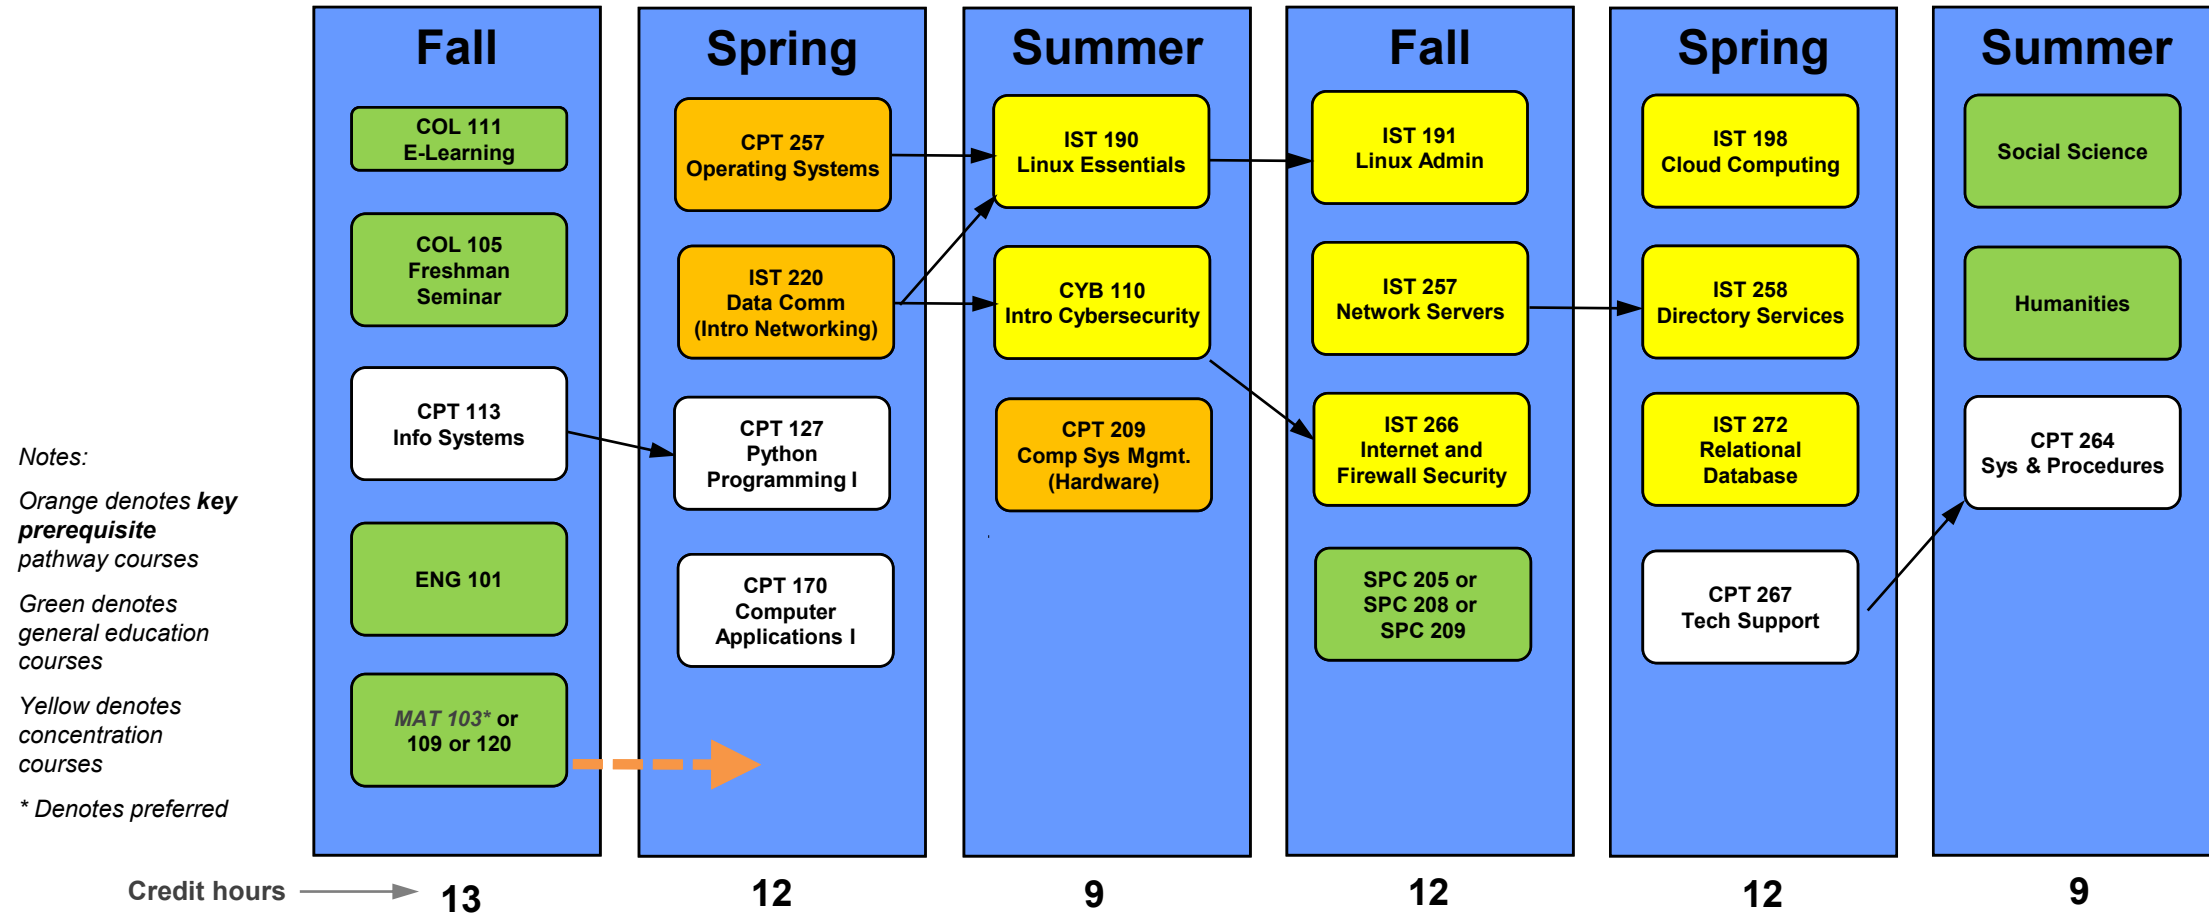 Fall
COL 111
E-Learning
COL 105
Freshman
Seminar
CPT 113
Info Systems
ENG 101
MAT 103* or
109 or 120
Spring
CPT 257
Operating Systems
IST 220
Data Comm
(Intro Networking)
CPT 127
Python
Programming I
CPT 170
Computer
Applications I
Summer
IST 190
Linux Essentials
CYB 110
Intro Cybersecurity
CPT 209
Comp Sys Mgmt.
(Hardware)
Fall
IST 191
Linux Admin
IST 257
Network Servers
IST 266
Internet and
Firewall Security
SPC 205 or
SPC 208 or
SPC 209
Spring
IST 198
Cloud Computing
IST 258
Directory Services
IST 272
Relational
Database
CPT 267
Tech Support
Summer
Social Science
Humanities
CPT 264
Sys & Procedures
Notes:
Orange denotes key
prerequisite
pathway courses
Green denotes
general education
courses
Yellow denotes
concentration
courses
* Denotes preferred
Credit hours 13 12 9 12 12 9